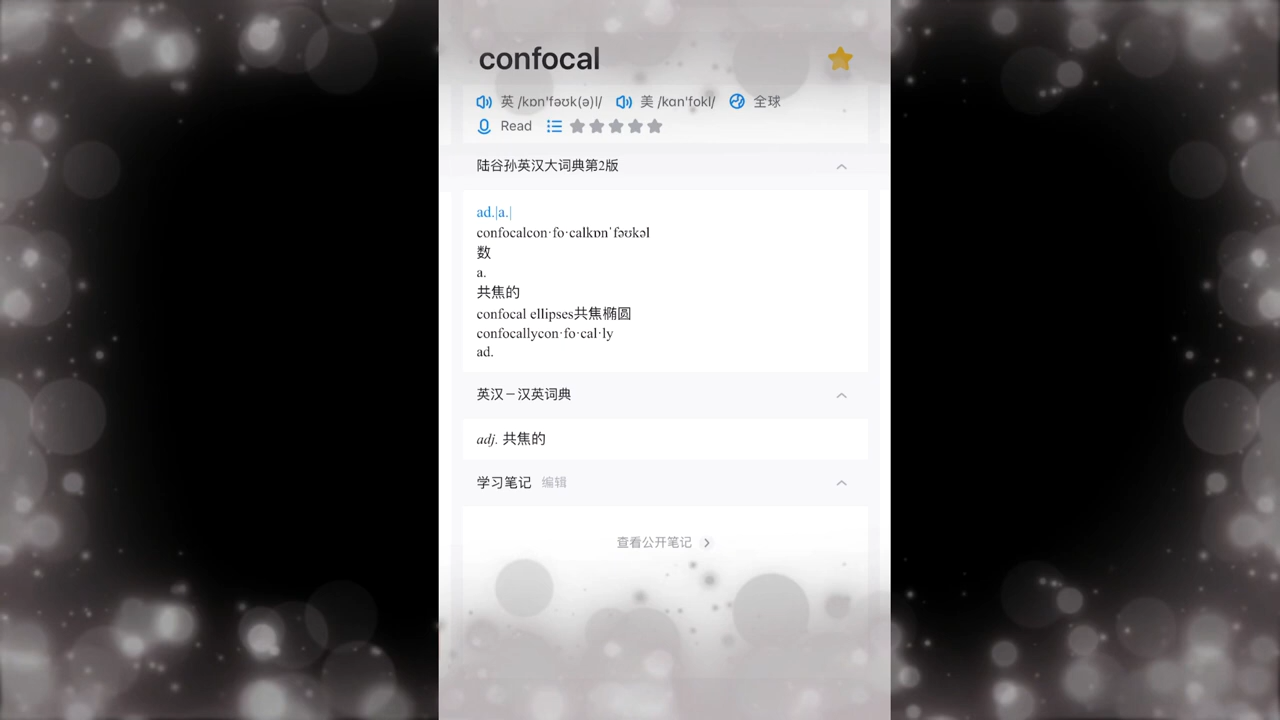 confocal
英 /kɒn'fəʊk(ə)l/ 美 /kɑn'fokl/ 全球
Read
陆谷孙英汉大词典第2版
ad.|a.|
confocalcon·fo·calkɒnˈfəʊkəl
数
a.
共焦的
confocal ellipses共焦椭圆
confocallycon·fo·cal·ly
ad.
英汉－汉英词典
adj. 共焦的
学习笔记 编辑
查看公开笔记